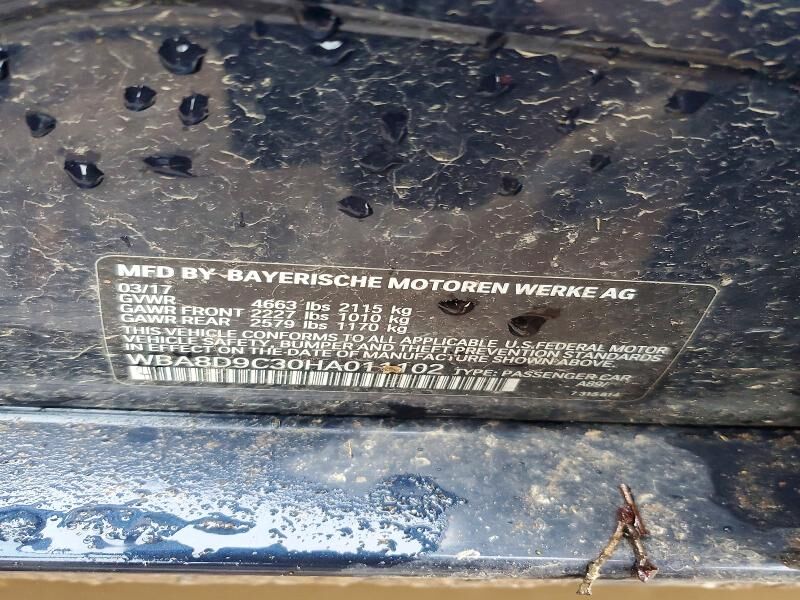 MFD BY BAYERISCHE MOTOREN WERKE AG
03/17
GVWR 4663 lbs 2115 kg
GAWR FRONT 2227 lbs 1010 kg
GAWR REAR 2579 lbs 1170 kg
THIS VEHICLE CONFORMS TO ALL APPLICABLE U.S.FEDERAL MOTOR
VEHICLE SAFETY, BUMPER AND THEFT PREVENTION STANDARDS
IN EFFECT ON THE DATE OF MANUFACTURE SHOWN ABOVE.
TYPE: PASSENGER CAR